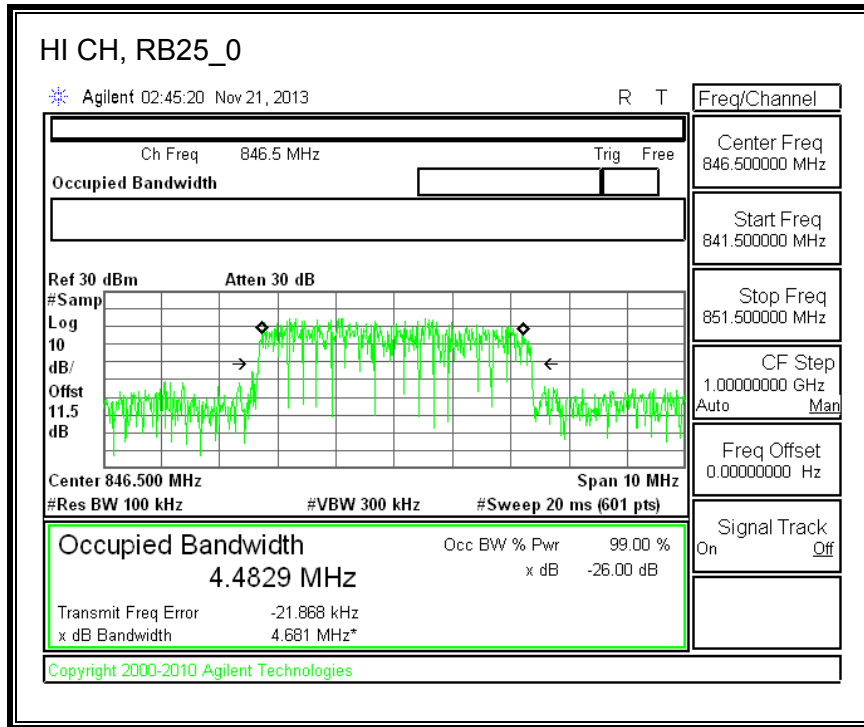 HI CH, RB25_0
Agilent 02:45:20 Nov 21, 2013 R T
Freq/Channel
Ch Freq 846.5 MHz Trig Free
Occupied Bandwidth
Center Freq
846.500000 MHz
Start Freq
841.500000 MHz
Stop Freq
851.500000 MHz
CF Step
1.00000000 GHz
Auto Man
Freq Offset
0.00000000 Hz
Signal Track
On Off
Ref 30 dBm Atten 30 dB
#Samp
Log
10
dB/
Offst
11.5
dB
Center 846.500 MHz Span 10 MHz
#Res BW 100 kHz #VBW 300 kHz #Sweep 20 ms (601 pts)
Occupied Bandwidth Occ BW % Pwr 99.00 %
4.4829 MHz x dB -26.00 dB
Transmit Freq Error -21.868 kHz
x dB Bandwidth 4.681 MHz*
Copyright 2000-2010 Agilent Technologies